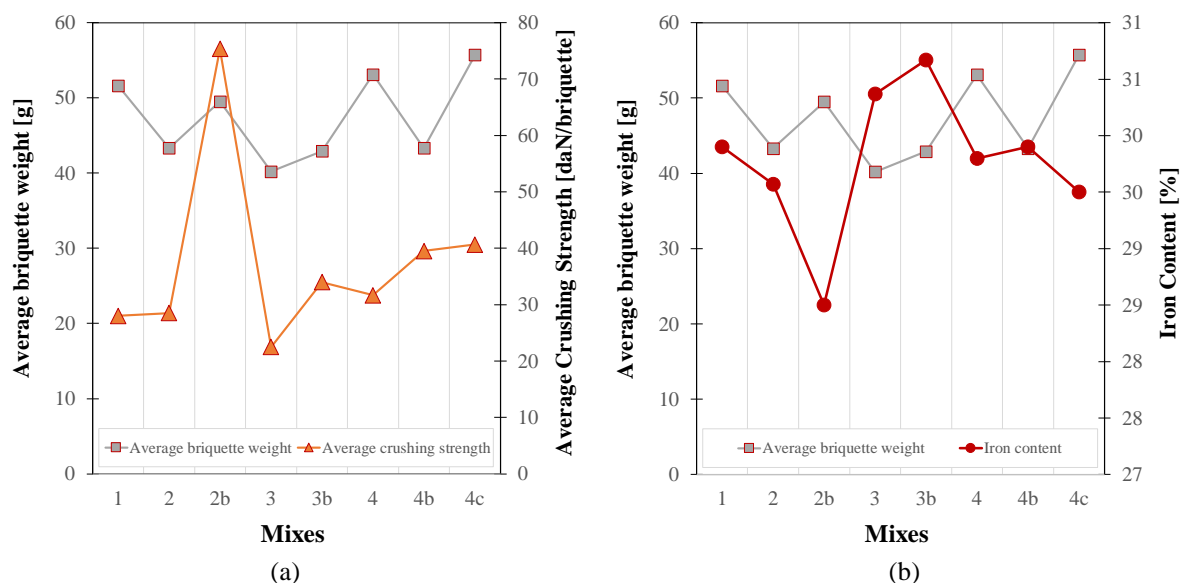 60
50
40
30
20
10
0
Average briquette weight [g]
80
70
60
50
40
30
20
10
0
Average Crushing Strength [daN/briquette]
Average briquette weight Average crushing strength
1 2 2b 3 3b 4 4b 4c
Mixes
(a)
60
50
40
30
20
10
0
Average briquette weight [g]
31
31
30
30
29
29
28
28
27
Iron Content [%]
Average briquette weight Iron content
1 2 2b 3 3b 4 4b 4c
Mixes
(b)